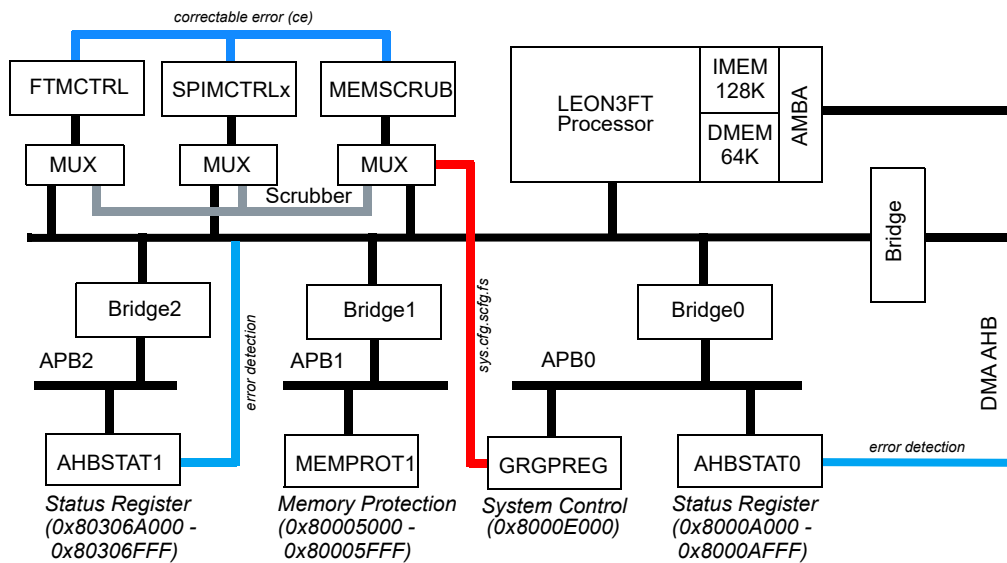 correctable error (ce)
FTMCTRL
SPIMCTRLx
MEMSCRUB
LEON3FT
Processor
IMEM
128K
DMEM
64K
AMBA
MUX
MUX
MUX
Scrubber
Bridge
Bridge2
Bridge1
Bridge0
sys.cfg.scfg.fs
error detection
APB2
APB1
APB0
DMA AHB
AHBSTAT1
MEMPROT1
GRGPREG
AHBSTAT0
error detection
Status Register
(0x80306A000 -
0x80306FFF)
Memory Protection
(0x80005000 -
0x80005FFF)
System Control
(0x8000E000)
Status Register
(0x8000A000 -
0x8000AFFF)